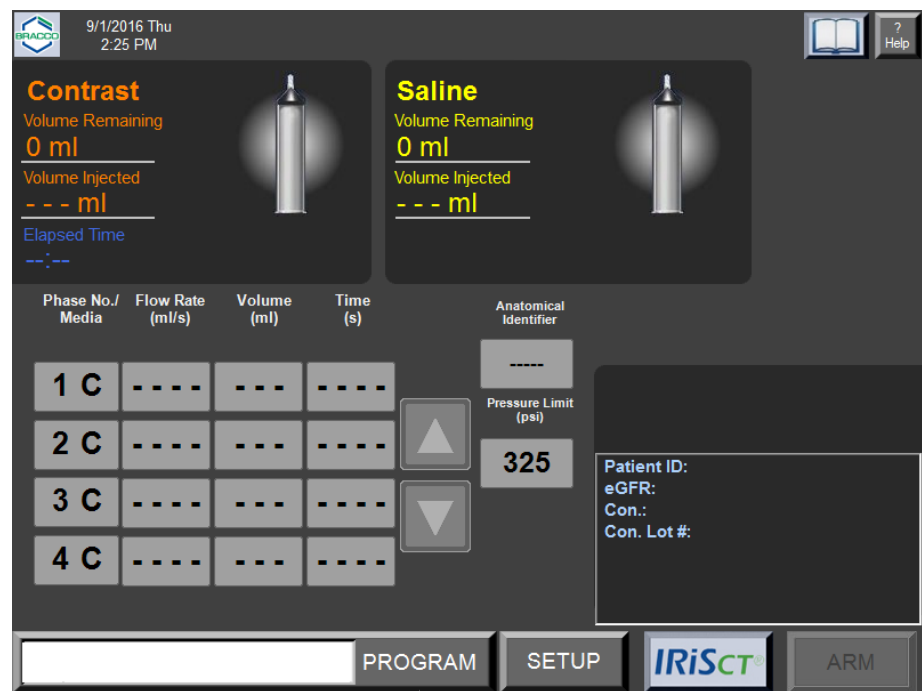 BRACCO
9/1/2016 Thu
2:25 PM
?
Help
Contrast
Volume Remaining
0 ml
Volume Injected
- - - ml
Elapsed Time
--:--
Saline
Volume Remaining
0 ml
Volume Injected
- - - ml
Phase No./ Flow Rate Volume Time
Media (ml/s) (ml) (s)
Anatomical
Identifier
-----
1 C - - - - - - - - - - -
2 C - - - - - - - - - - -
3 C - - - - - - - - - - -
4 C - - - - - - - - - - -
Pressure Limit
(psi)
325
Patient ID:
eGFR:
Con.:
Con. Lot #:
PROGRAM SETUP IRiSCT® ARM